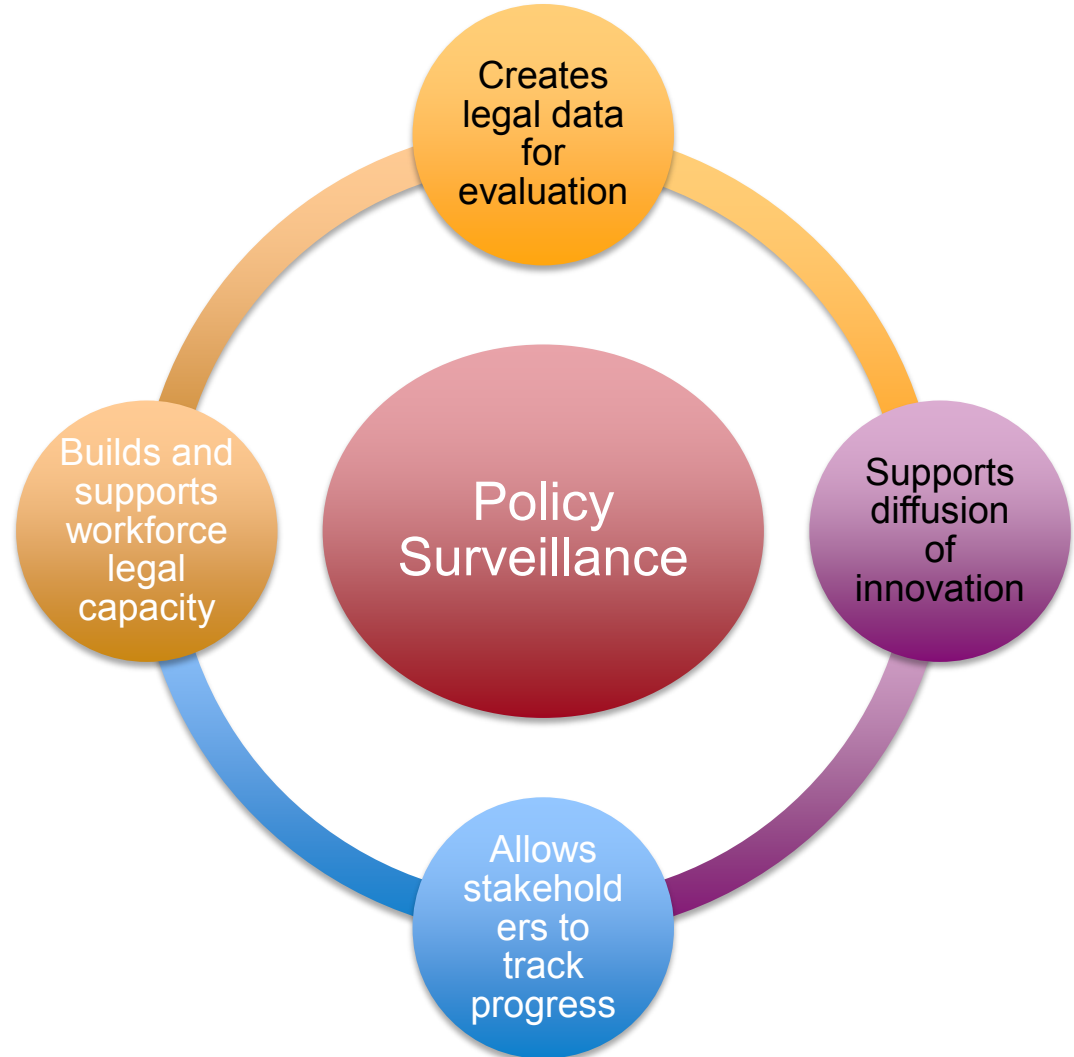 Creates
legal data
for
evaluation
Builds and
supports
workforce
legal
capacity
Policy
Surveillance
Supports
diffusion
of
innovation
Allows
stakehold
ers to
track
progress